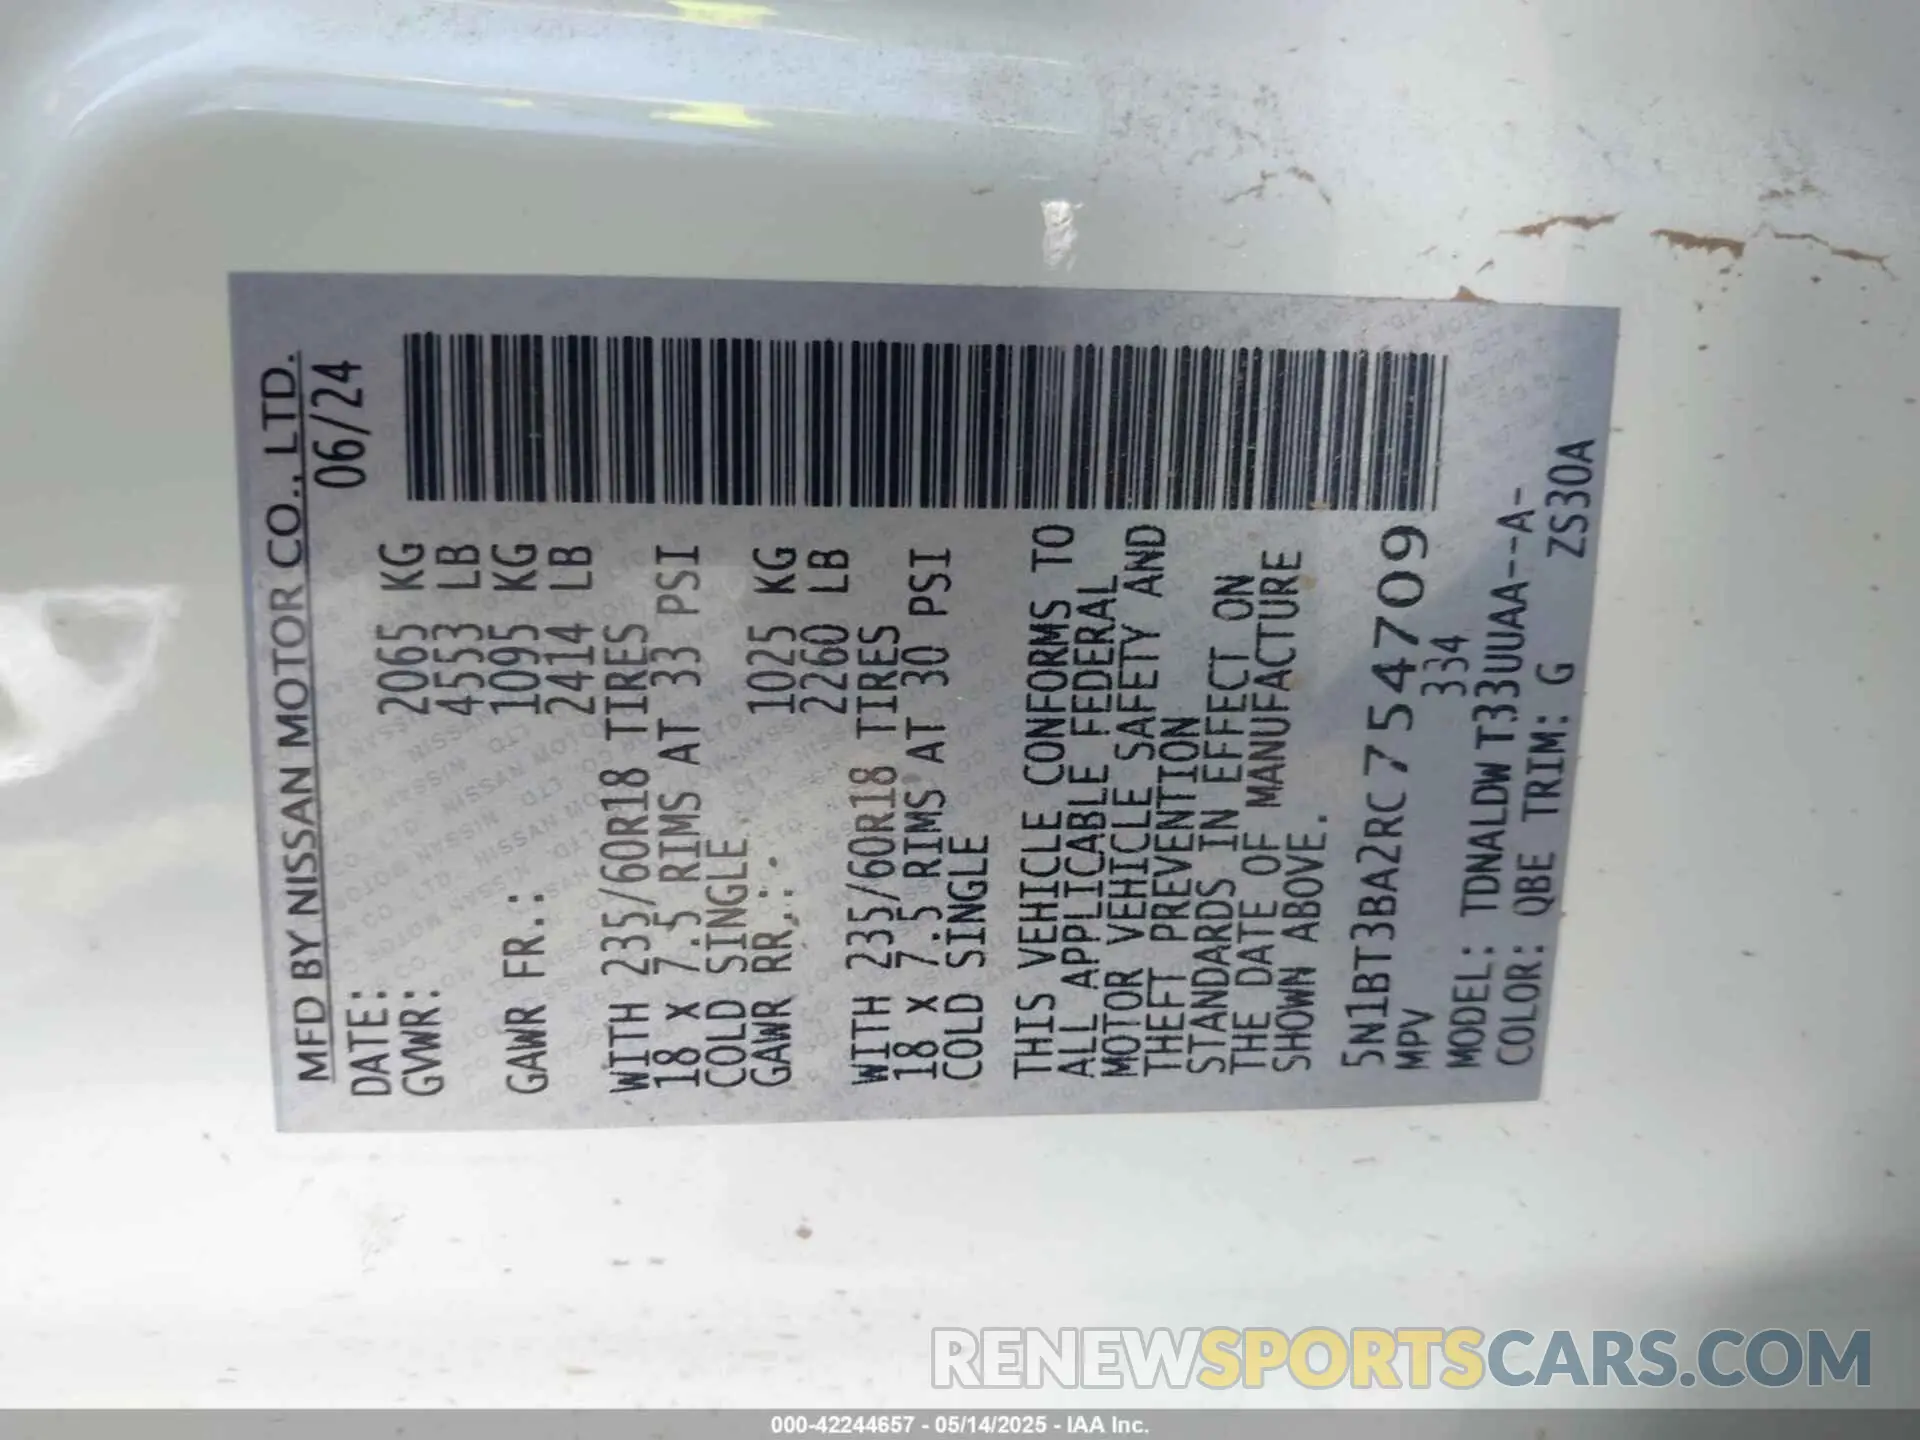 MFD BY NISSAN MOTOR CO., LTD.
DATE: 06/24
GVWR: 2065 KG
4553 LB
GAWR FR.: 1095 KG
2414 LB
WITH 235/60R18 TIRES
18 X 7.5 RIMS AT 33 PSI
COLD SINGLE
GAWR RR.: 1025 KG
2260 LB
WITH 235/60R18 TIRES
18 X 7.5 RIMS AT 30 PSI
COLD SINGLE
THIS VEHICLE CONFORMS TO
ALL APPLICABLE FEDERAL
MOTOR VEHICLE SAFETY AND
THEFT PREVENTION
STANDARDS IN EFFECT ON
THE DATE OF MANUFACTURE
SHOWN ABOVE.
5N1BT3BA2RC754709
MPV 334
MODEL: TDNALDW T33UUAA--A-
COLOR: QBE TRIM: G ZS30A
RENEWSPORTSCARS.COM
000-42244657 - 05/14/2025 - IAA Inc.